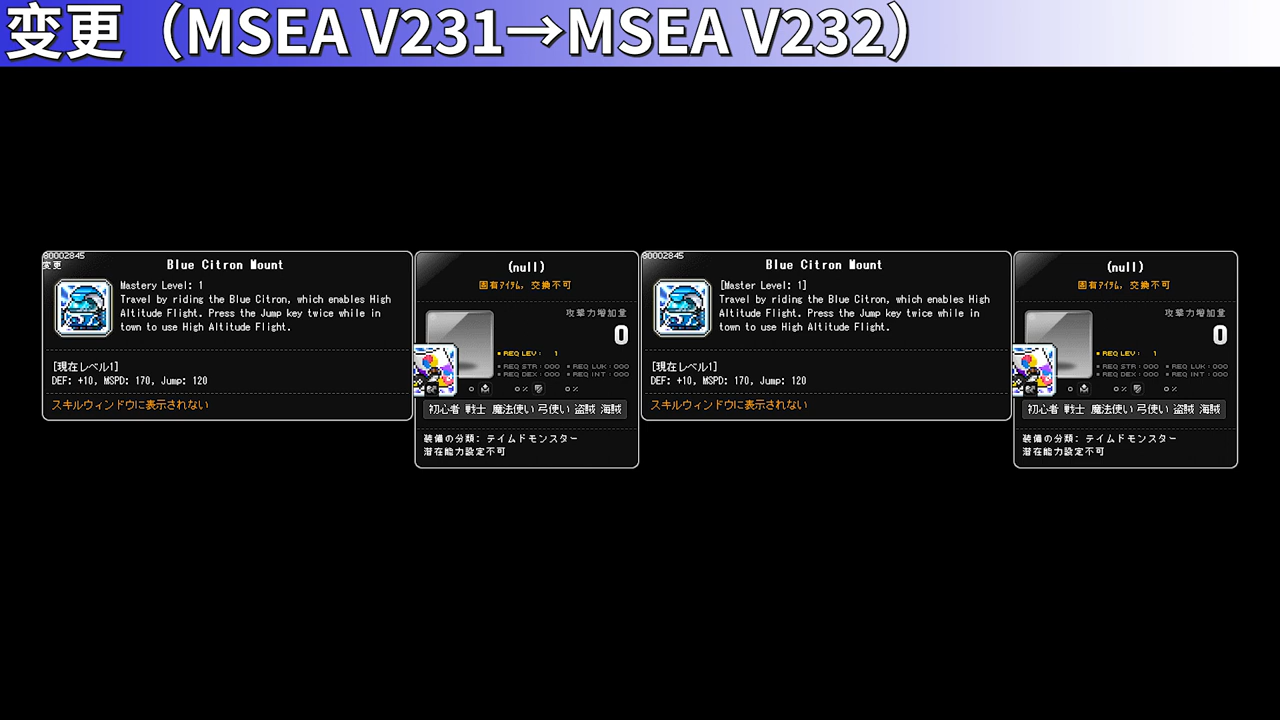 変更（MSEA V231→MSEA V232）
80002845
変更
Blue Citron Mount
Mastery Level: 1
Travel by riding the Blue Citron, which enables High
Altitude Flight. Press the Jump key twice while in
town to use High Altitude Flight.
[現在レベル1]
DEF: +10, MSPD: 170, Jump: 120
スキルウィンドウに表示されない
(null)
固有ｱｲﾃﾑ, 交換不可
攻撃力増加量
0
REQ LEV : 1
REQ STR : 000 REQ LUK : 000
REQ DEX : 000 REQ INT : 000
0 0% 0%
初心者 戦士 魔法使い 弓使い 盗賊 海賊
装備の分類: テイムドモンスター
潜在能力設定不可
80002845
Blue Citron Mount
[Master Level: 1]
Travel by riding the Blue Citron, which enables High
Altitude Flight. Press the Jump key twice while in
town to use High Altitude Flight.
[現在レベル1]
DEF: +10, MSPD: 170, Jump: 120
スキルウィンドウに表示されない
(null)
固有ｱｲﾃﾑ, 交換不可
攻撃力増加量
0
REQ LEV : 1
REQ STR : 000 REQ LUK : 000
REQ DEX : 000 REQ INT : 000
0 0% 0%
初心者 戦士 魔法使い 弓使い 盗賊 海賊
装備の分類: テイムドモンスター
潜在能力設定不可